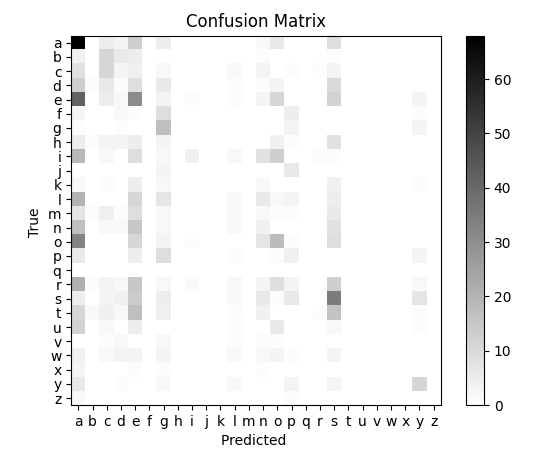 Confusion Matrix
True
a
b
c
d
e
f
g
h
i
j
k
l
m
n
o
p
q
r
s
t
u
v
w
x
y
z
a b c d e f g h i j k l m n o p q r s t u v w x y z
Predicted
60
50
40
30
20
10
0